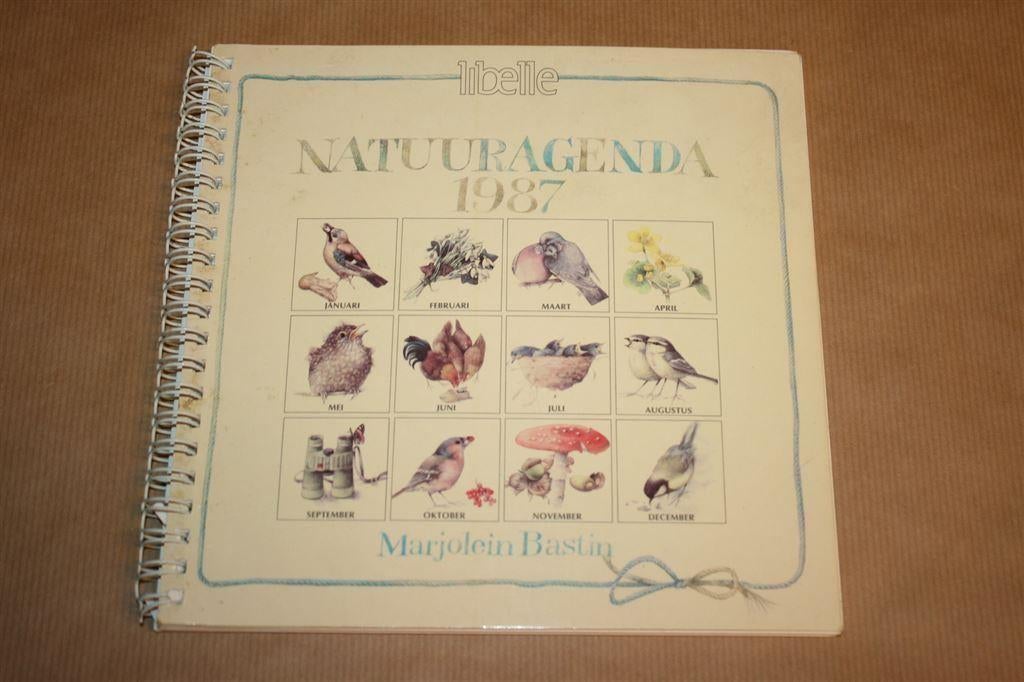 libelle
NATUURAGENDA
1987
JANUARI FEBRUARI MAART APRIL
MEI JUNI JULI AUGUSTUS
SEPTEMBER OKTOBER NOVEMBER DECEMBER
Marjolein Bastin